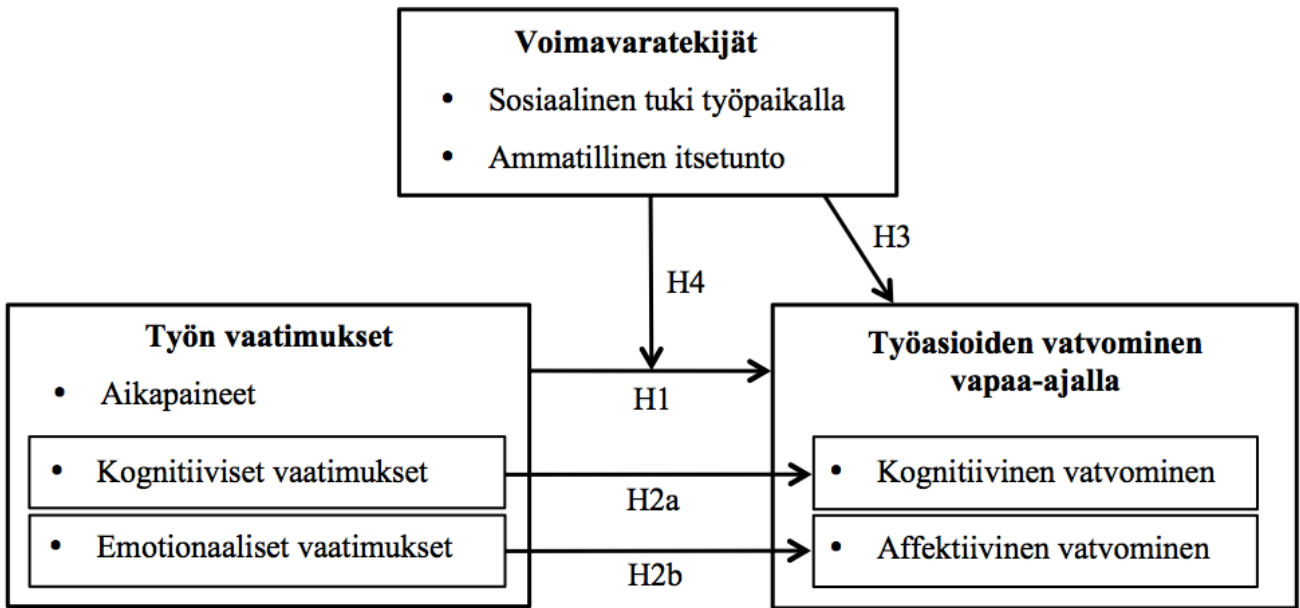 Voimavaratekijät
• Sosiaalinen tuki työpaikalla
• Ammatillinen itsetunto
H3
H4
Työn vaatimukset
• Aikapaineet
• Kognitiiviset vaatimukset
• Emotionaaliset vaatimukset
H1
H2a
H2b
Työasioiden vatvominen
vapaa-ajalla
• Kognitiivinen vatvominen
• Affektiivinen vatvominen